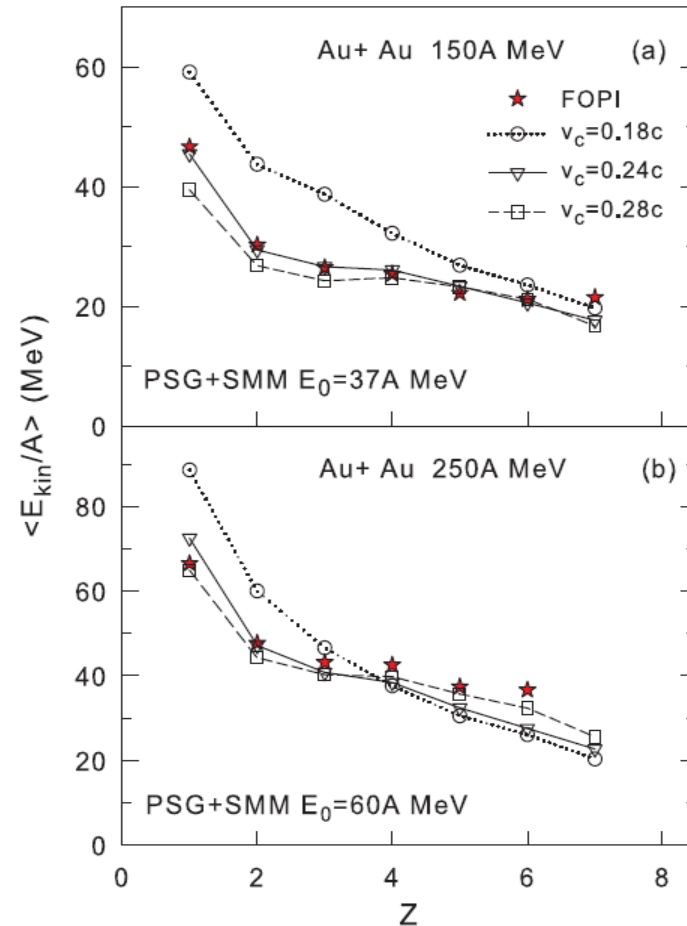 Au+ Au 150A MeV (a)
FOPI
v_c=0.18c
v_c=0.24c
v_c=0.28c
60
40
20
0
PSG+SMM E_0=37A MeV
<E_kin/A> (MeV)
Au+ Au 250A MeV (b)
80
60
40
20
0
PSG+SMM E_0=60A MeV
0 2 4 6 8
Z